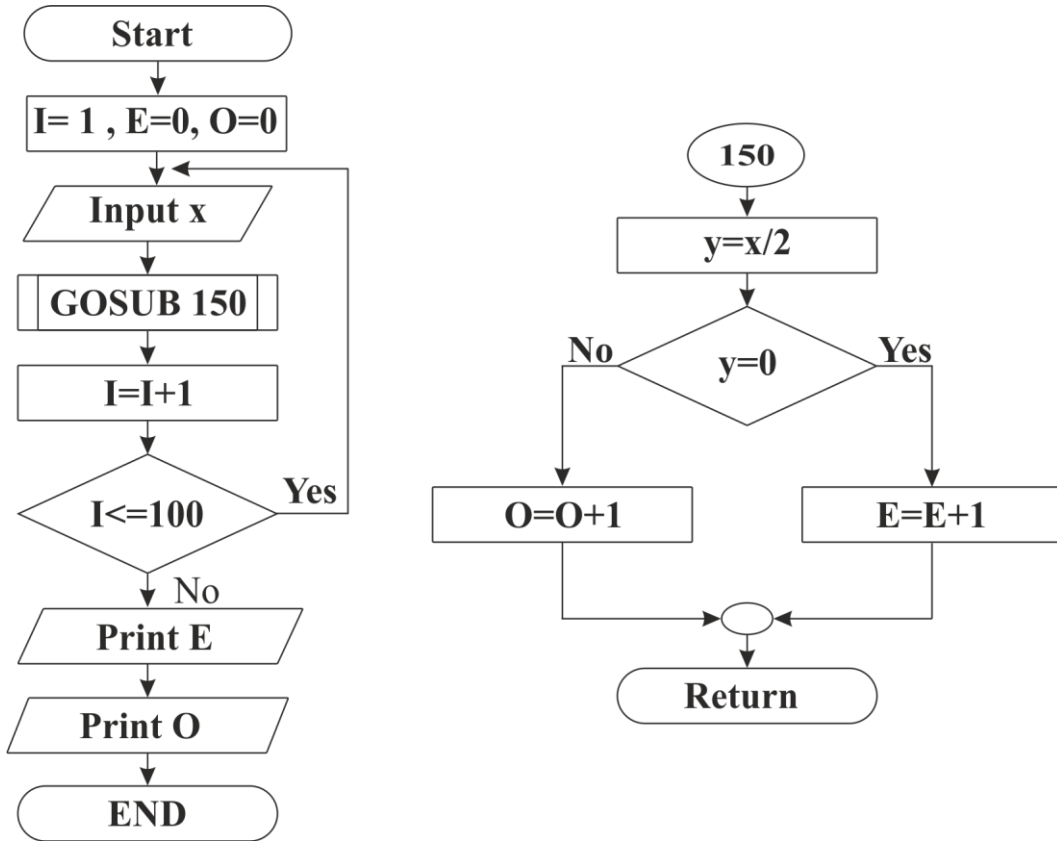 Start
I= 1 , E=0, O=0
Input x
GOSUB 150
I=I+1
I<=100
Yes
No
Print E
Print O
END
150
y=x/2
y=0
No
Yes
O=O+1
E=E+1
Return